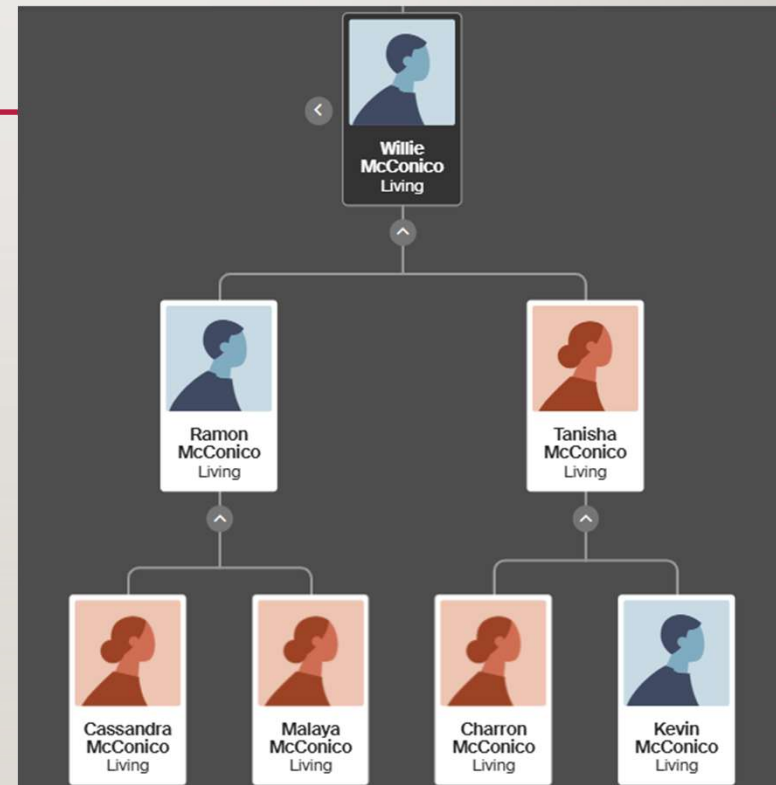 Willie
McConico
Living
Ramon
McConico
Living
Tanisha
McConico
Living
Cassandra
McConico
Living
Malaya
McConico
Living
Charron
McConico
Living
Kevin
McConico
Living